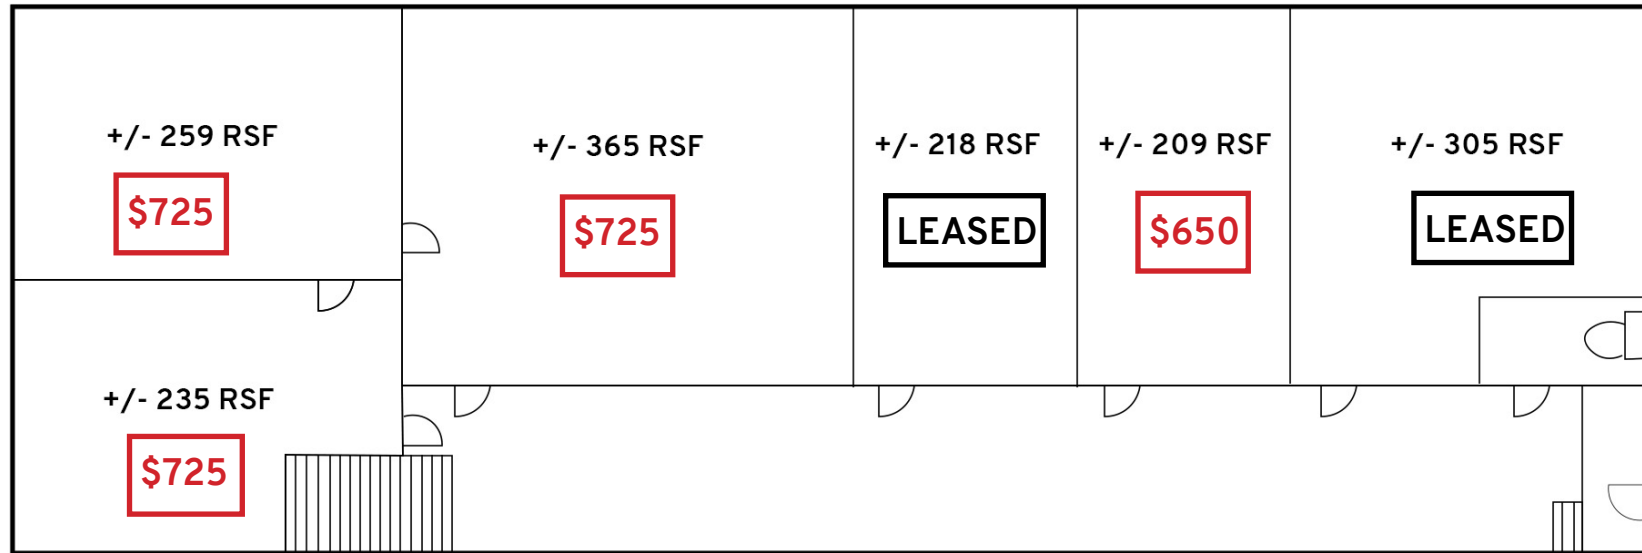 +/- 259 RSF
$725
+/- 365 RSF
$725
+/- 218 RSF
LEASED
+/- 209 RSF
$650
+/- 305 RSF
LEASED
+/- 235 RSF
$725